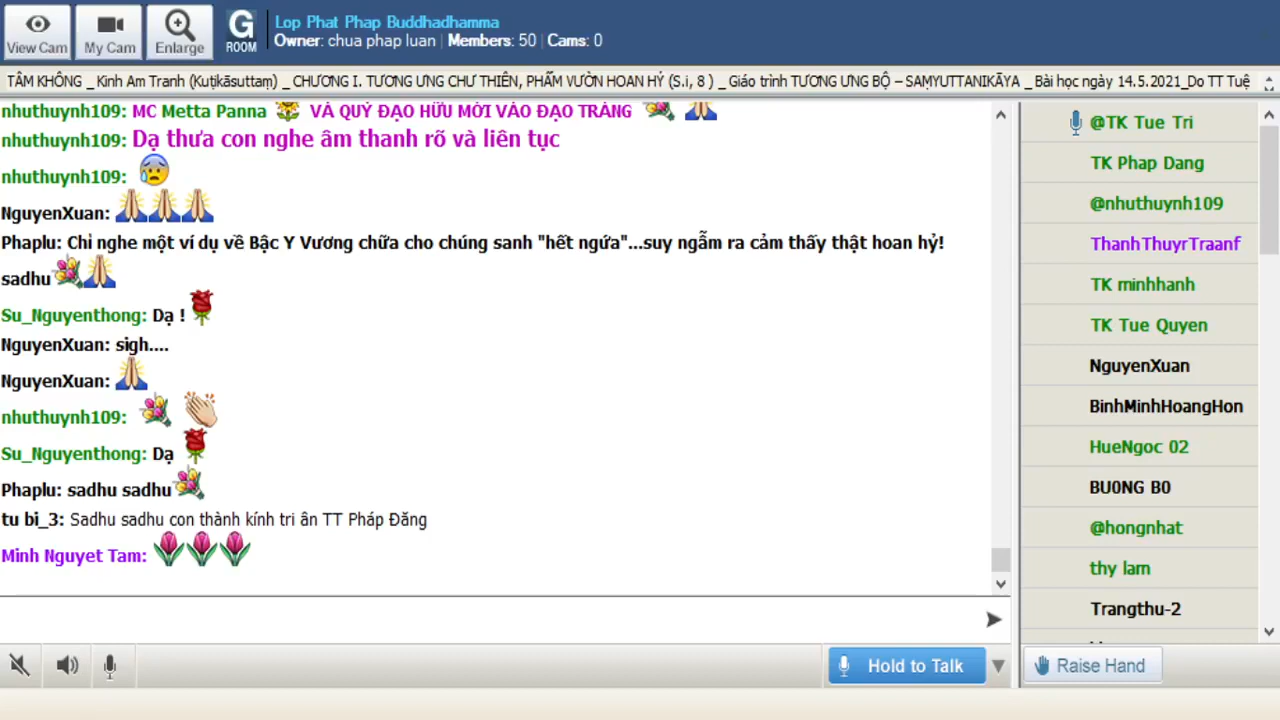 View Cam
My Cam
Enlarge
G
ROOM
Lop Phat Phap Buddhadhamma
Owner: chua phap luan | Members: 50 | Cams: 0
TÂM KHÔNG _ Kinh Am Tranh (Kuṭikāsuttaṃ) _ CHƯƠNG I. TƯƠNG ƯNG CHƯ THIÊN, PHẨM VƯỜN HOAN HỶ (S.i, 8 ) _ Giáo trình TƯƠNG ƯNG BỘ – SAṂYUTTANIKĀYA _ Bài học ngày 14.5.2021_Do TT Tuệ
nhuthuynh109: MC Metta Panna VÀ QUÝ ĐẠO HỮU MỚI VÀO ĐẠO TRÀNG
nhuthuynh109: Dạ thưa con nghe âm thanh rõ và liên tục
nhuthuynh109:
NguyenXuan:
Phaplu: Chỉ nghe một ví dụ về Bậc Y Vương chữa cho chúng sanh "hết ngứa"...suy ngẫm ra cảm thấy thật hoan hỷ!
sadhu
Su_Nguyenthong: Dạ !
NguyenXuan: sigh....
NguyenXuan:
nhuthuynh109:
Su_Nguyenthong: Dạ
Phaplu: sadhu sadhu
tu bi_3: Sadhu sadhu con thành kính tri ân TT Pháp Đăng
Minh Nguyet Tam:
@TK Tue Tri
TK Phap Dang
@nhuthuynh109
ThanhThuyrTraanf
TK minhhanh
TK Tue Quyen
NguyenXuan
BinhMinhHoangHon
HueNgoc 02
BU0NG B0
@hongnhat
thy lam
Trangthu-2
Hold to Talk
Raise Hand